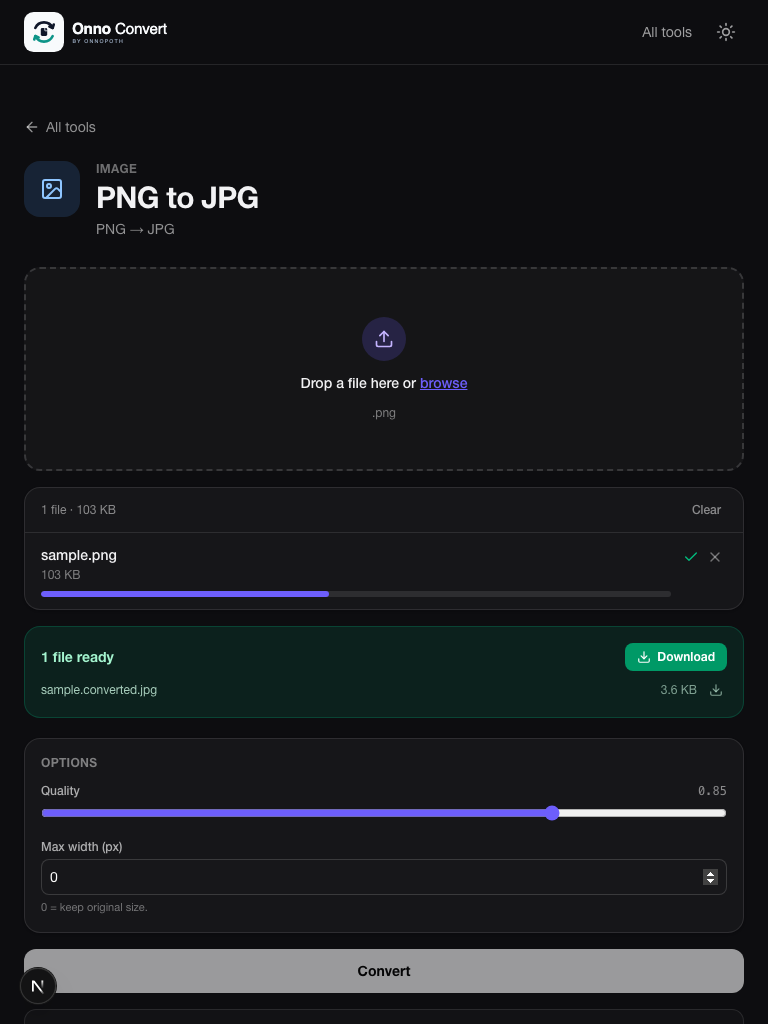 Onno Convert
BY ONNOPOTH
All tools
← All tools
IMAGE
PNG to JPG
PNG → JPG
Drop a file here or browse
.png
1 file · 103 KB
Clear
sample.png
103 KB
1 file ready
Download
sample.converted.jpg
3.6 KB
OPTIONS
Quality
0.85
Max width (px)
0
0 = keep original size.
Convert
N